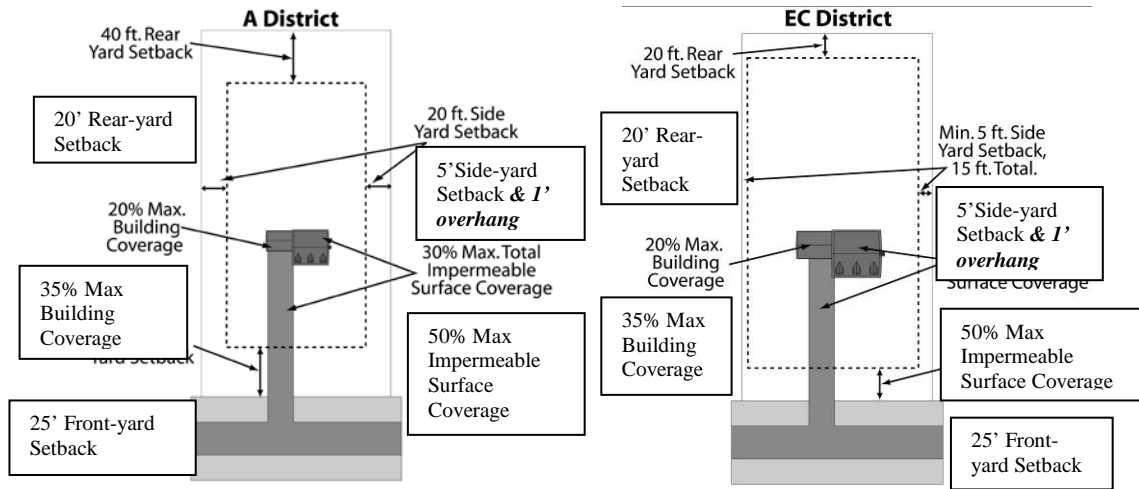 A District
40 ft. Rear
Yard Setback
20' Rear-yard
Setback
20 ft. Side
Yard Setback
5'Side-yard
Setback & 1'
overhang
20% Max.
Building
Coverage
30% Max. Total
Impermeable
Surface Coverage
35% Max
Building
Coverage
Yard Setback
50% Max
Impermeable
Surface
Coverage
25' Front-yard
Setback
EC District
20 ft. Rear
Yard Setback
20' Rear-
yard
Setback
Min. 5 ft. Side
Yard Setback,
15 ft. Total.
5'Side-yard
Setback & 1'
overhang
20% Max.
Building
Coverage
Surface Coverage
35% Max
Building
Coverage
50% Max
Impermeable
Surface Coverage
25' Front-
yard Setback